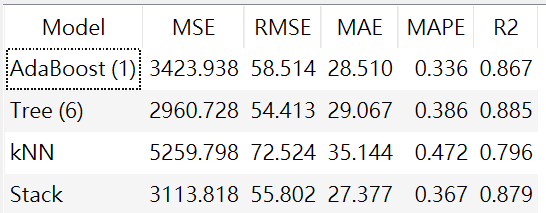 Model MSE RMSE MAE MAPE R2
AdaBoost (1) 3423.938 58.514 28.510 0.336 0.867
Tree (6) 2960.728 54.413 29.067 0.386 0.885
kNN 5259.798 72.524 35.144 0.472 0.796
Stack 3113.818 55.802 27.377 0.367 0.879